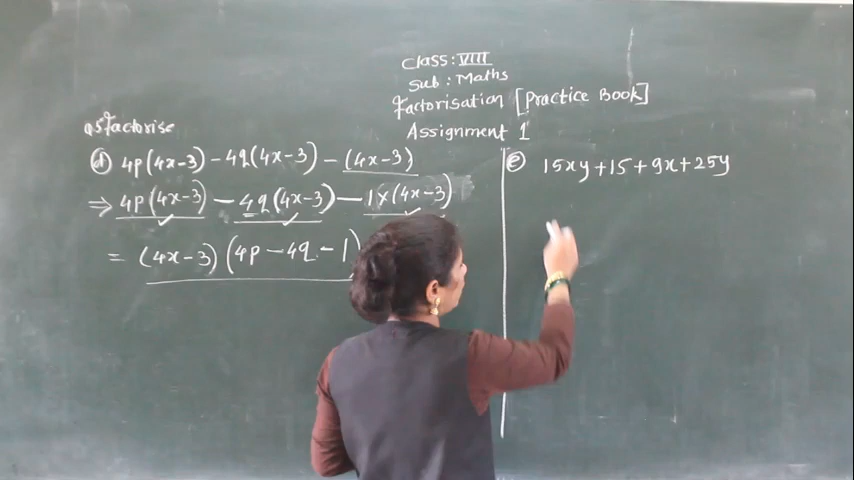 Class: VIII
Sub: Maths
Factorisation [Practice Book]
Assignment 1
Q5 factorise
d) 4p(4x-3)-4q(4x-3)-(4x-3)
⇒ 4p(4x-3) - 4q(4x-3) - 1×(4x-3)
= (4x-3)(4p-4q-1)
e) 15xy+15+9x+25y